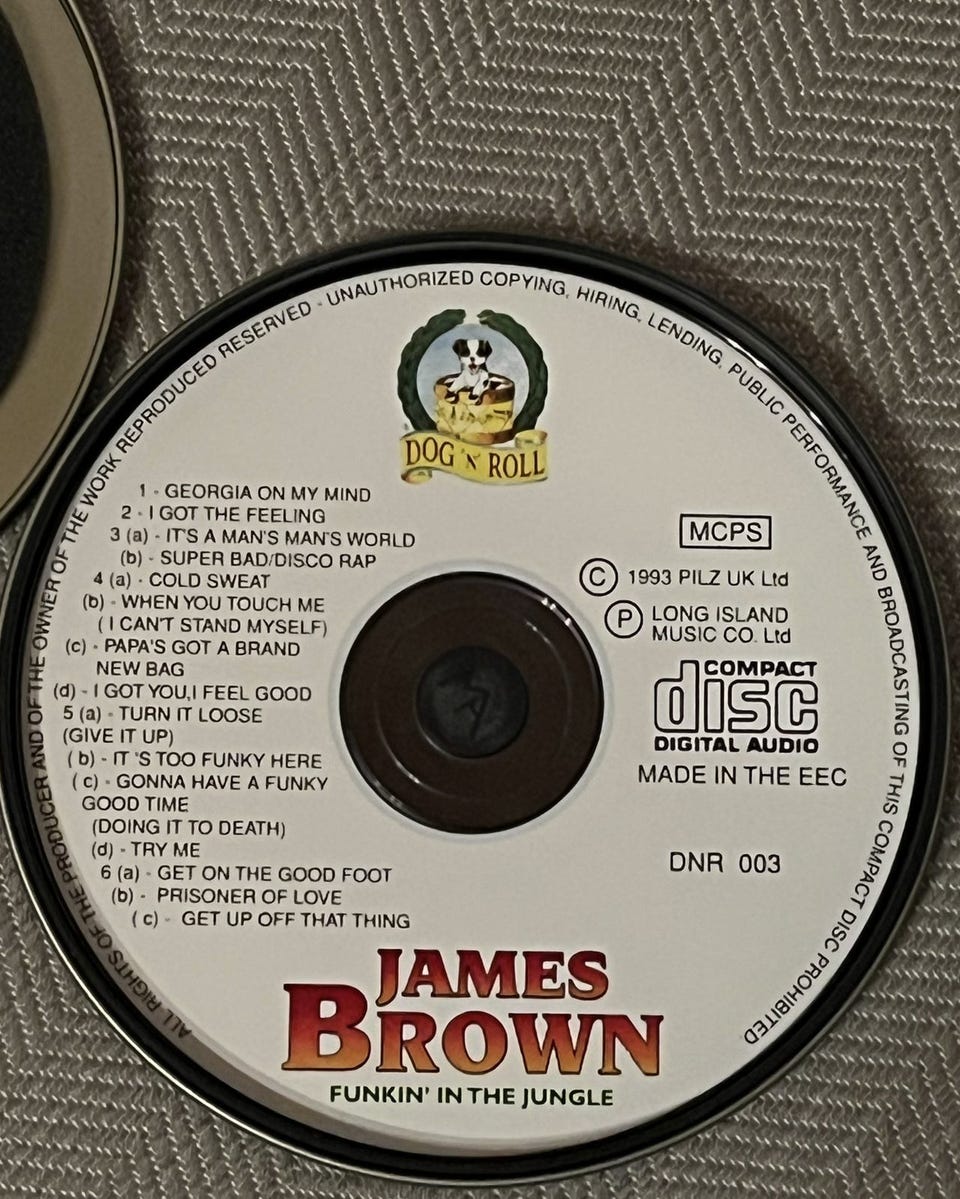 ALL RIGHTS OF THE PRODUCER AND OF THE OWNER OF THE WORK REPRODUCED RESERVED - UNAUTHORIZED COPYING, HIRING, LENDING, PUBLIC PERFORMANCE AND BROADCASTING OF THIS COMPACT DISC PROHIBITED
DOG 'N' ROLL
1 - GEORGIA ON MY MIND
2 - I GOT THE FEELING
3 (a) - IT'S A MAN'S MAN'S WORLD
(b) - SUPER BAD/DISCO RAP
4 (a) - COLD SWEAT
(b) - WHEN YOU TOUCH ME
( I CAN'T STAND MYSELF)
(c) - PAPA'S GOT A BRAND
NEW BAG
(d) - I GOT YOU,I FEEL GOOD
5 (a) - TURN IT LOOSE
(GIVE IT UP)
( b) - IT 'S TOO FUNKY HERE
( c) - GONNA HAVE A FUNKY
GOOD TIME
(DOING IT TO DEATH)
(d) - TRY ME
6 (a) - GET ON THE GOOD FOOT
(b) - PRISONER OF LOVE
( c) - GET UP OFF THAT THING
MCPS
© 1993 PILZ UK Ltd
℗ LONG ISLAND
MUSIC CO. Ltd
COMPACT
disc
DIGITAL AUDIO
MADE IN THE EEC
DNR 003
JAMES
BROWN
FUNKIN' IN THE JUNGLE